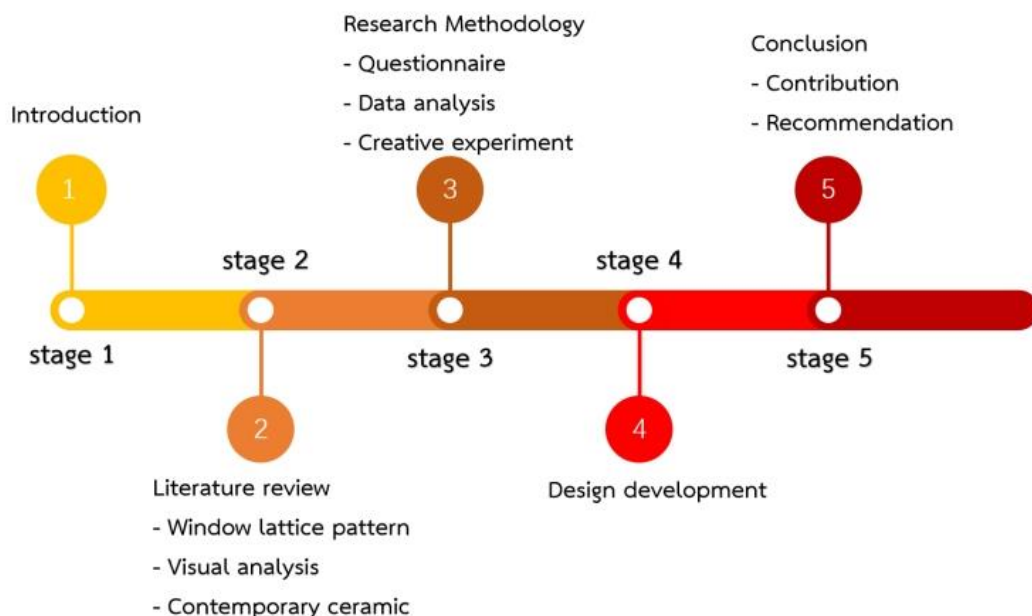 Introduction
1
stage 1
stage 2
2
Literature review
- Window lattice pattern
- Visual analysis
- Contemporary ceramic
Research Methodology
- Questionnaire
- Data analysis
- Creative experiment
3
stage 3
stage 4
4
Design development
Conclusion
- Contribution
- Recommendation
5
stage 5